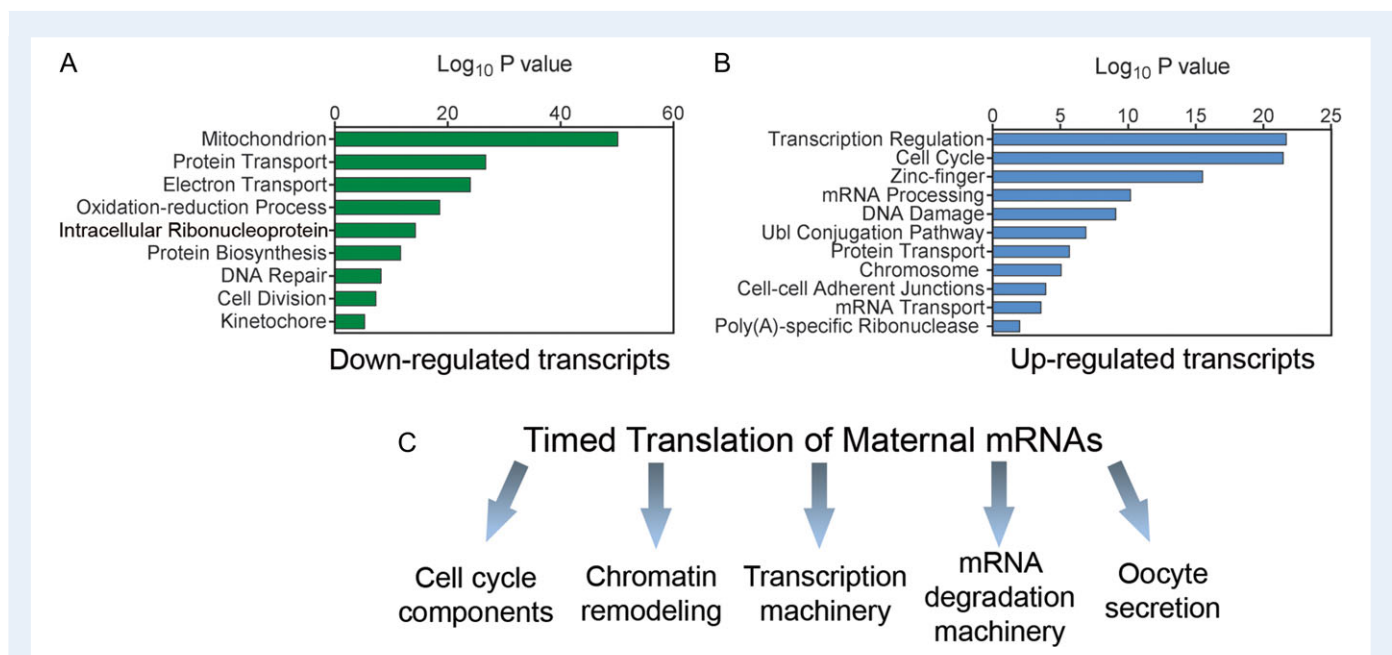 A
Log10 P value
0 20 40 60
Mitochondrion
Protein Transport
Electron Transport
Oxidation-reduction Process
Intracellular Ribonucleoprotein
Protein Biosynthesis
DNA Repair
Cell Division
Kinetochore
Down-regulated transcripts
B
Log10 P value
0 5 10 15 20 25
Transcription Regulation
Cell Cycle
Zinc-finger
mRNA Processing
DNA Damage
Ubl Conjugation Pathway
Protein Transport
Chromosome
Cell-cell Adherent Junctions
mRNA Transport
Poly(A)-specific Ribonuclease
Up-regulated transcripts
C
Timed Translation of Maternal mRNAs
Cell cycle
components
Chromatin
remodeling
Transcription
machinery
mRNA
degradation
machinery
Oocyte
secretion